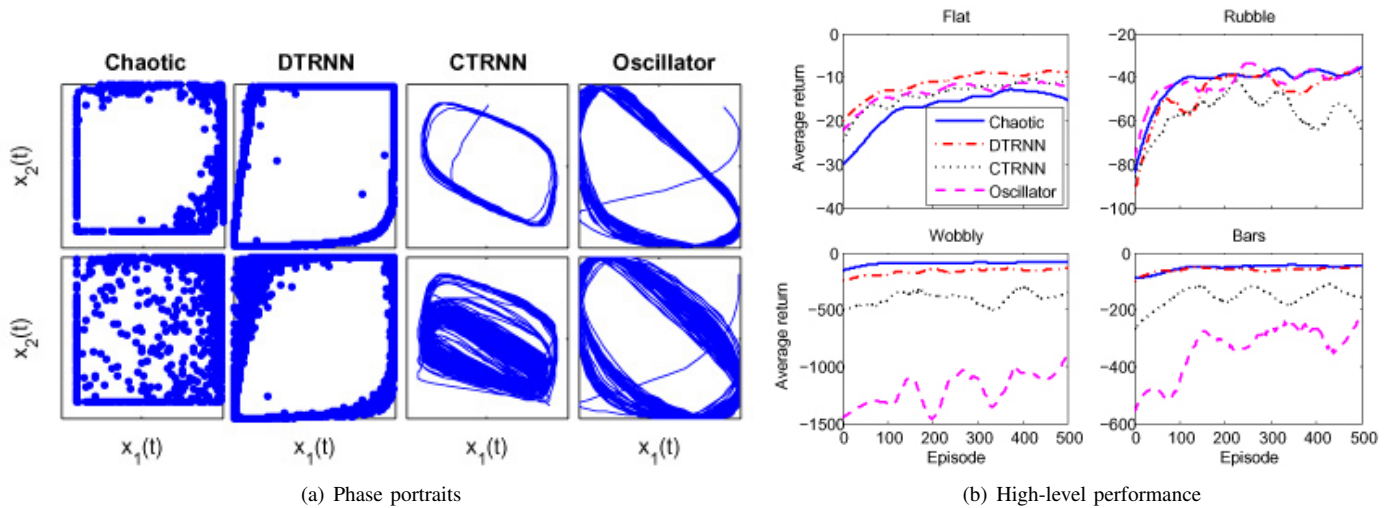 Chaotic DTRNN CTRNN Oscillator
x2(t)
x2(t)
x1(t) x1(t) x1(t) x1(t)
(a) Phase portraits
Flat
Average return
0
−10
−20
−30
−40
Chaotic
DTRNN
CTRNN
Oscillator
Rubble
−20
−40
−60
−80
−100
Wobbly
Average return
0
−500
−1000
−1500
0 100 200 300 400 500
Episode
Bars
0
−200
−400
−600
0 100 200 300 400 500
Episode
(b) High-level performance